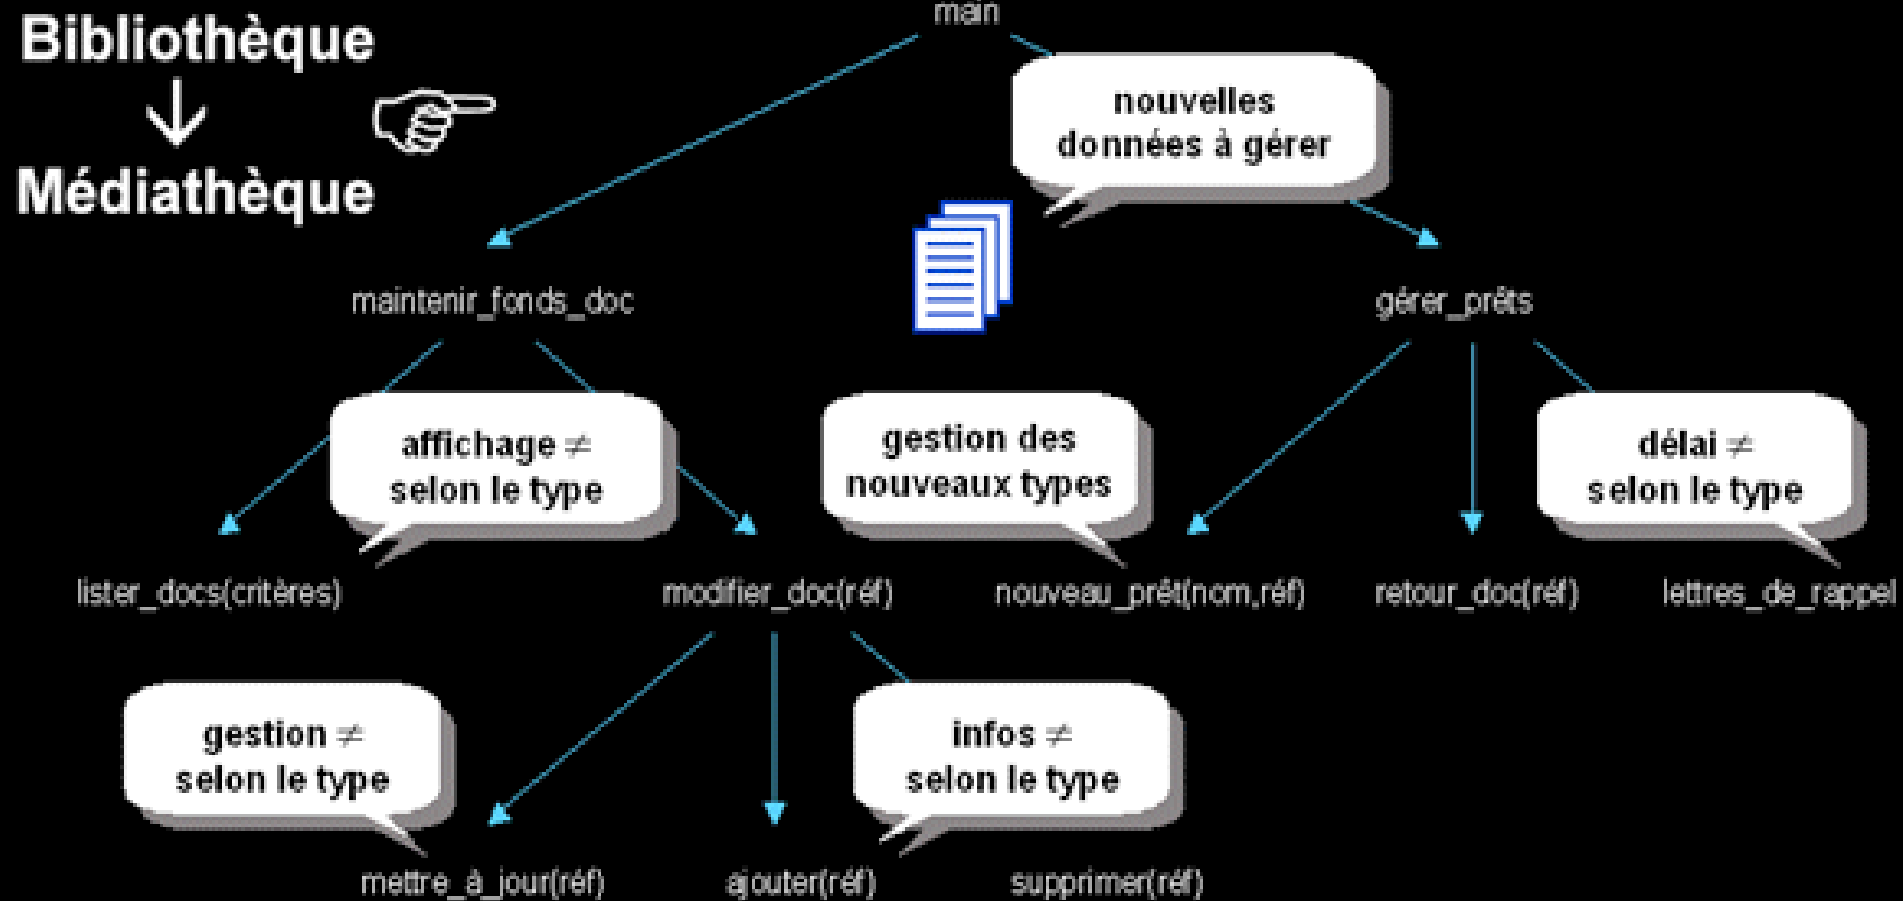 main
Bibliothèque
Médiathèque
nouvelles
données à gérer
maintenir_fonds_doc
gérer_prêts
affichage ≠
selon le type
gestion des
nouveaux types
délai ≠
selon le type
lister_docs(critères)
modifier_doc(réf)
nouveau_prêt(nom,réf)
retour_doc(réf)
lettres_de_rappel
gestion ≠
selon le type
infos ≠
selon le type
mettre_à_jour(réf)
ajouter(réf)
supprimer(réf)